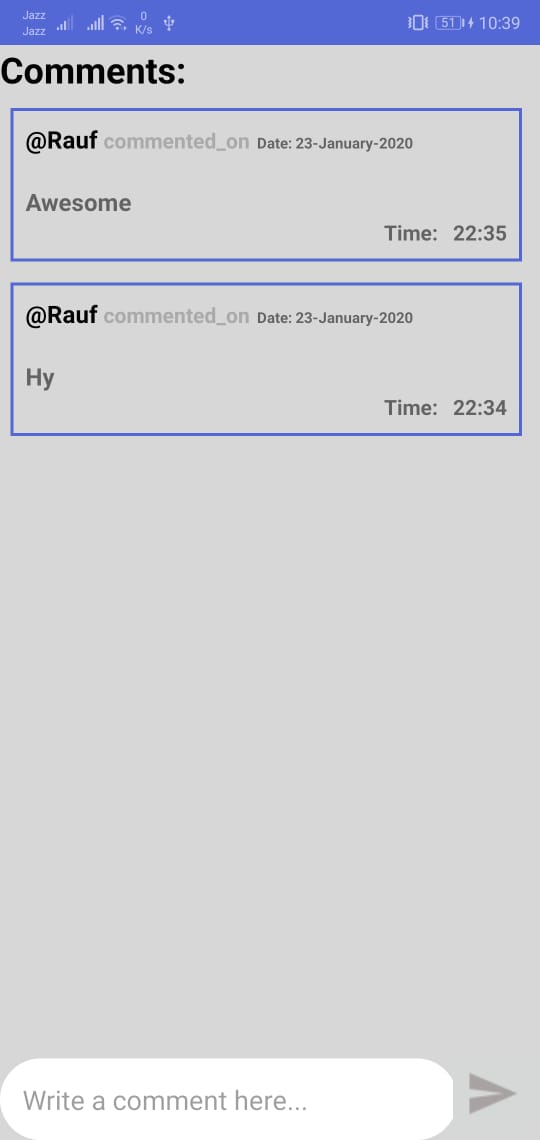 Jazz
Jazz
0
K/s
51
10:39
Comments:
@Rauf commented_on Date: 23-January-2020
Awesome
Time: 22:35
@Rauf commented_on Date: 23-January-2020
Hy
Time: 22:34
Write a comment here...